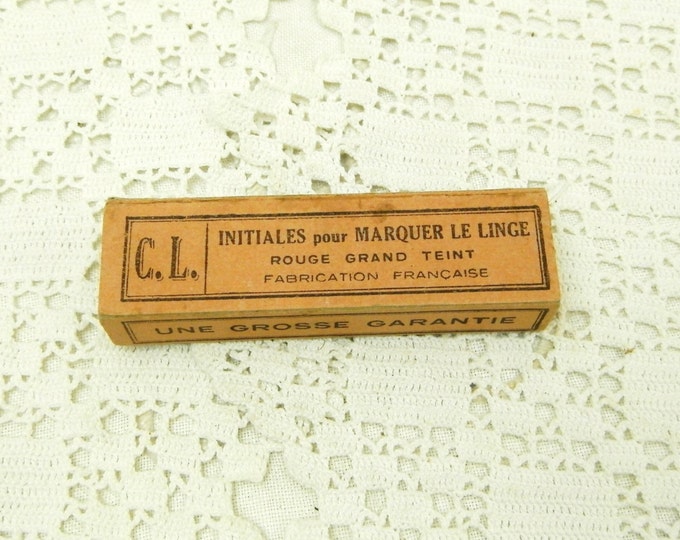 C. L.
INITIALES pour MARQUER LE LINGE
ROUGE GRAND TEINT
FABRICATION FRANÇAISE
UNE GROSSE GARANTIE